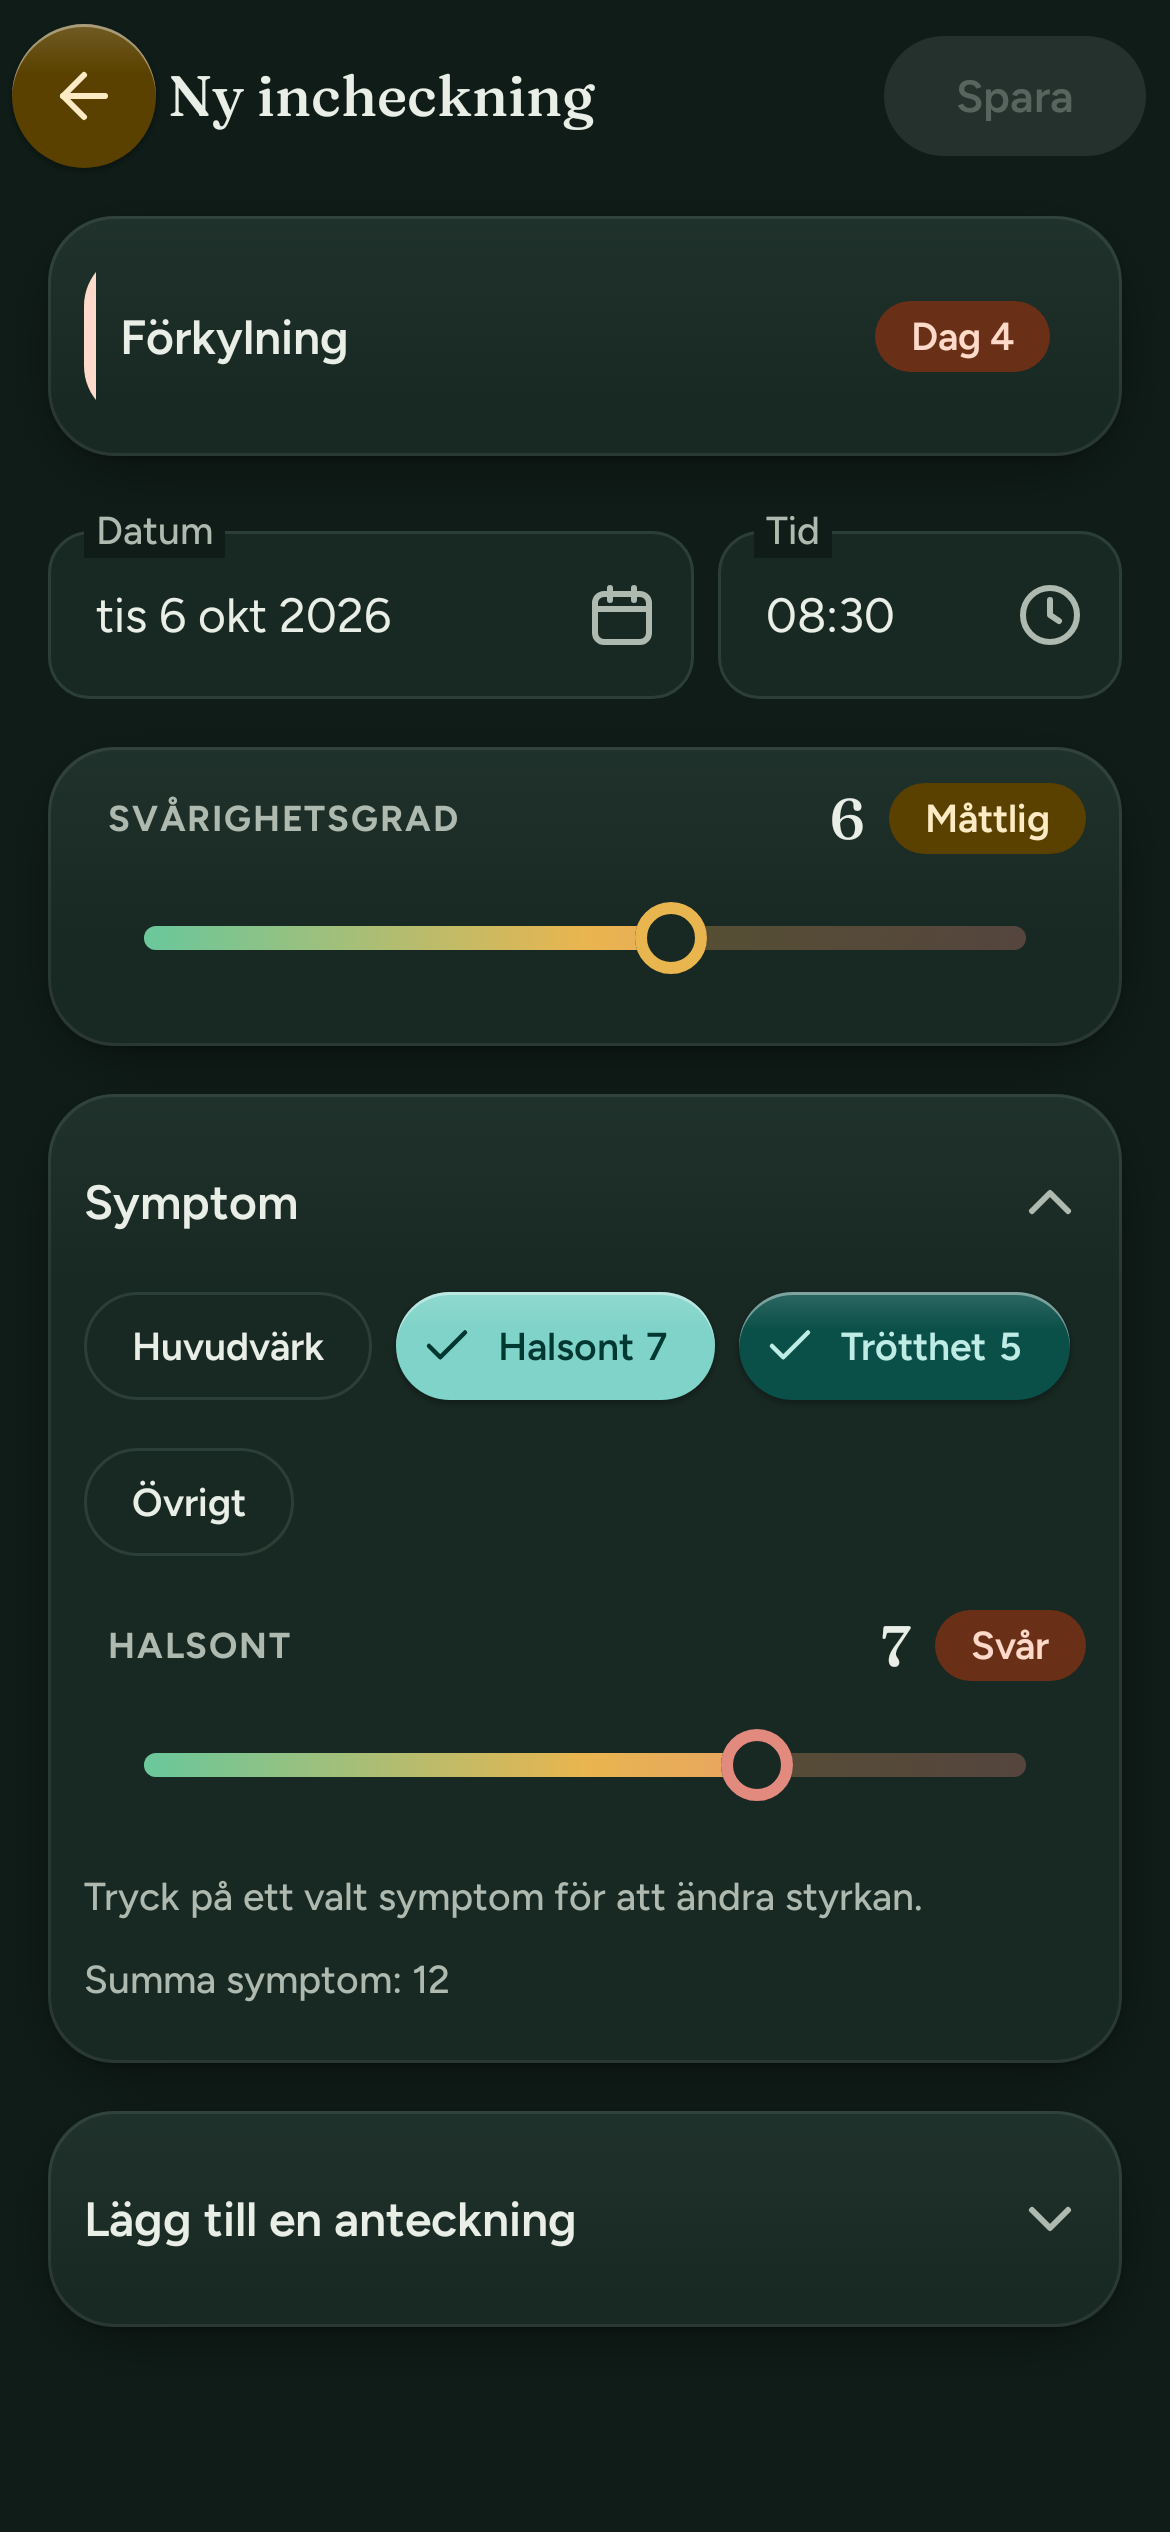 Ny incheckning
Spara
Förkylning
Dag 4
Datum
Tid
tis 6 okt 2026
08:30
SVÅRIGHETSGRAD
6
Måttlig
Symptom
Huvudvärk
Halsont 7
Trötthet 5
Övrigt
HALSONT
7
Svår
Tryck på ett valt symptom för att ändra styrkan.
Summa symptom: 12
Lägg till en anteckning